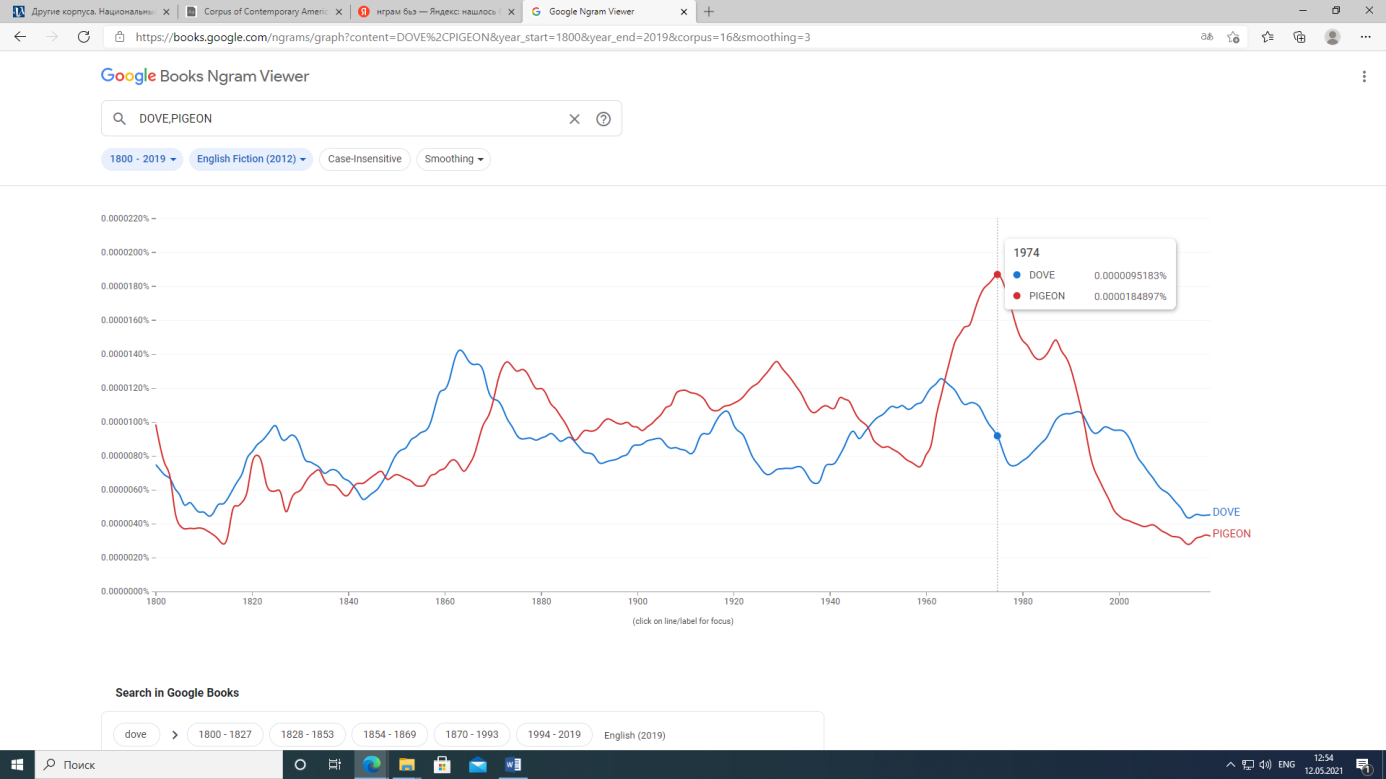 Другие корпуса. Национальный
Corpus of Contemporary Americ
нграм бьэ — Яндекс: нашлось
Google Ngram Viewer
https://books.google.com/ngrams/graph?content=DOVE%2CPIGEON&year_start=1800&year_end=2019&corpus=16&smoothing=3
Google Books Ngram Viewer
DOVE,PIGEON
1800 - 2019 English Fiction (2012) Case-Insensitive Smoothing
0.0000220%
0.0000200%
0.0000180%
0.0000160%
0.0000140%
0.0000120%
0.0000100%
0.0000080%
0.0000060%
0.0000040%
0.0000020%
0.0000000%
1974
DOVE 0.0000095183%
PIGEON 0.0000184897%
DOVE
PIGEON
1800 1820 1840 1860 1880 1900 1920 1940 1960 1980 2000
(click on line/label for focus)
Search in Google Books
dove 1800 - 1827 1828 - 1853 1854 - 1869 1870 - 1993 1994 - 2019 English (2019)
Поиск
ENG
12:54
12.05.2021
1